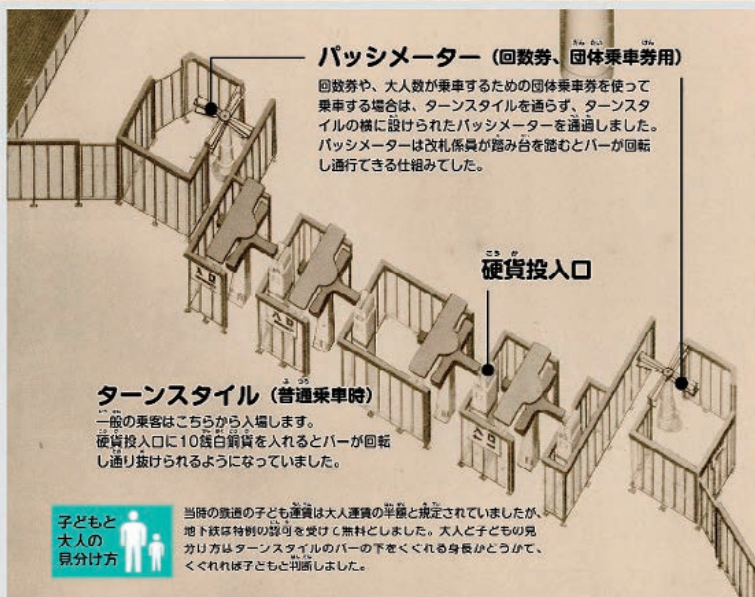 パッシメーター（回数券、団体乗車券用）
回数券や、大人数が乗車するための団体乗車券を使って
乗車する場合は、ターンスタイルを通らず、ターンスタ
イルの横に設けられたパッシメーターを通過しました。
パッシメーターは改札係員が踏み台を踏むとバーが回転
し通行できる仕組みでした。
硬貨投入口
入口
入口
入口
ターンスタイル（普通乗車時）
一般の乗客はこちらから入場します。
硬貨投入口に10銭白銅貨を入れるとバーが回転
し通り抜けられるようになっていました。
子どもと
大人の
見分け方
当時の鉄道の子ども運賃は大人運賃の半額と規定されていましたが、
地下鉄は特例の認可を受けて無料としました。大人と子どもの見
分け方はターンスタイルのバーの下をくぐれる身長かどうかで、
くぐれれば子どもと判断しました。